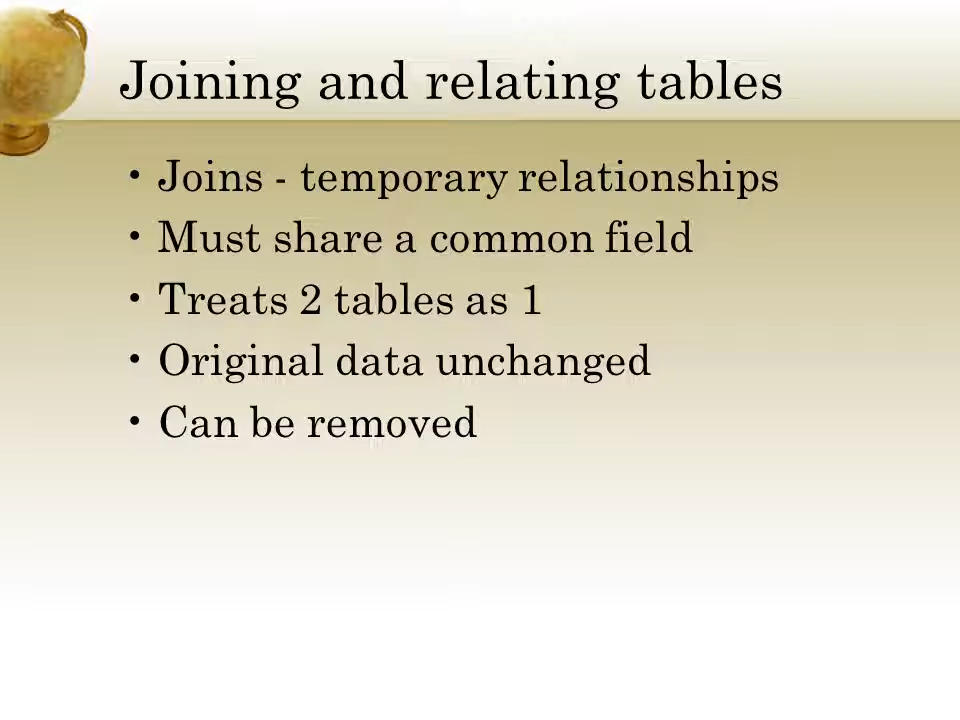 Joining and relating tables
• Joins - temporary relationships
• Must share a common field
• Treats 2 tables as 1
• Original data unchanged
• Can be removed